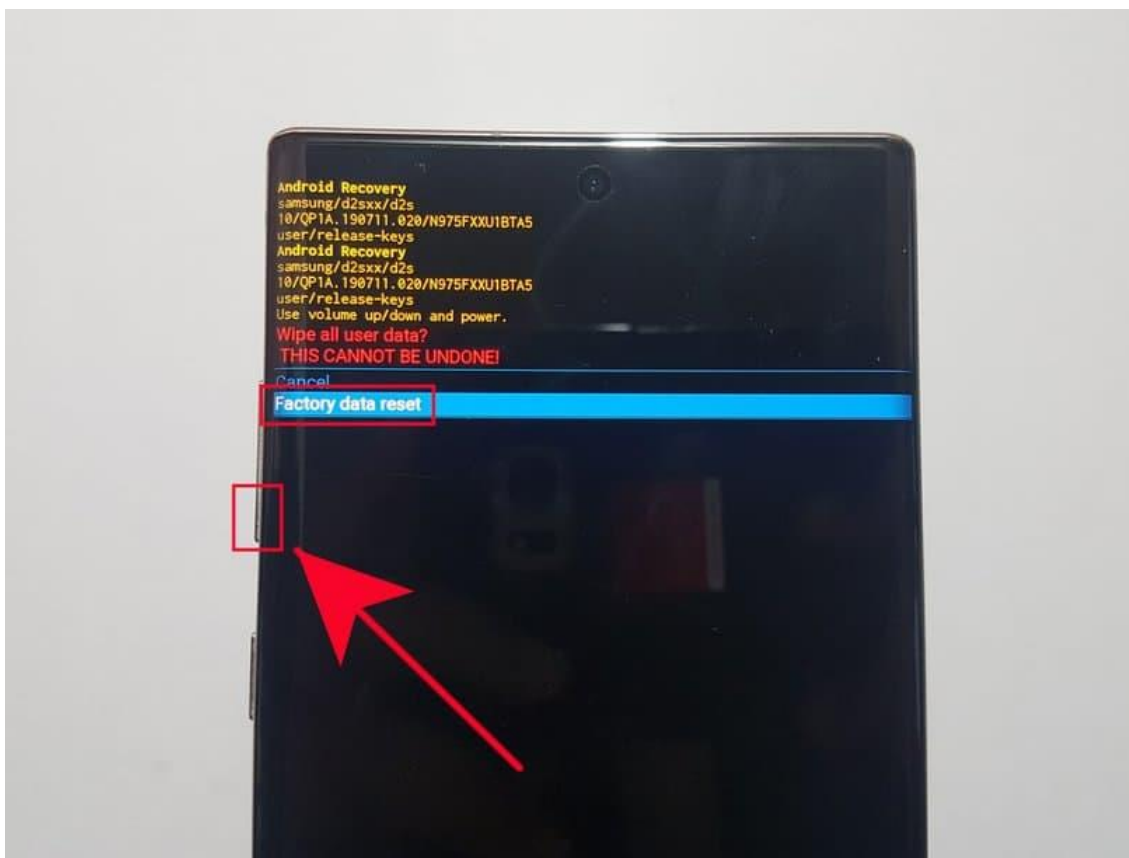 Android Recovery
samsung/d2sxx/d2s
10/QP1A.190711.020/N975FXXU1BTA5
user/release-keys
Android Recovery
samsung/d2sxx/d2s
10/QP1A.190711.020/N975FXXU1BTA5
user/release-keys
Use volume up/down and power.
Wipe all user data?
THIS CANNOT BE UNDONE!
Cancel
Factory data reset